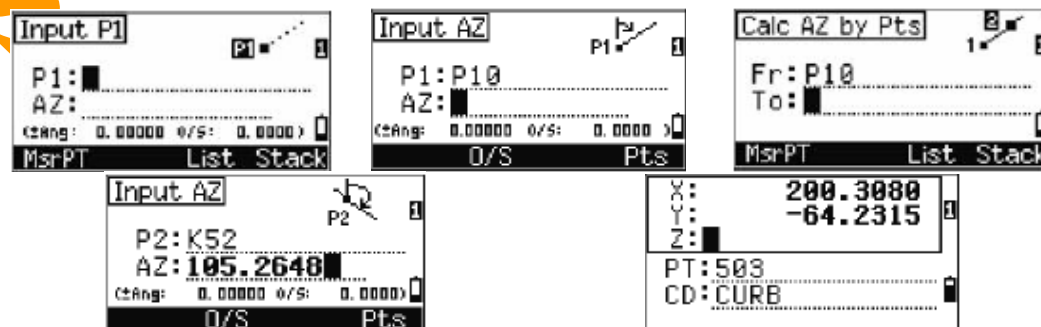 Input P1
P1 1
P1:
AZ:
(±Ang: 0.00000 O/S: 0.0000)
MsrPT List Stack
Input AZ
P1 1
P1:P10
AZ:
(±Ang: 0.00000 O/S: 0.0000)
O/S Pts
Calc AZ by Pts
2
1
Fr:P10
To:
MsrPT List Stack
Input AZ
P2 1
P2:K52
AZ:105.2648
(±Ang: 0.00000 O/S: 0.0000)
O/S Pts
X: 200.3080
Y: -64.2315
1
Z:
PT:503
CD:CURB